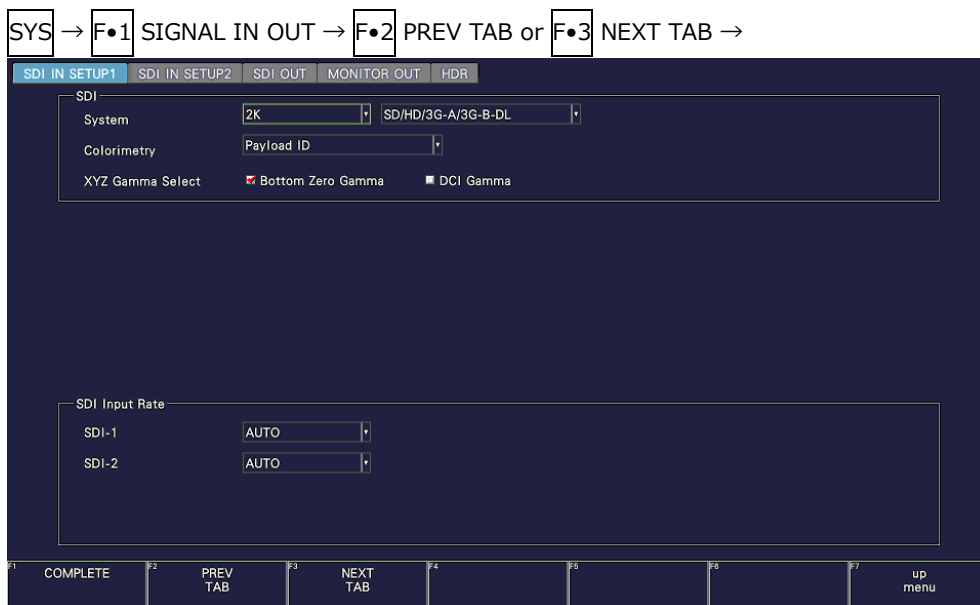 SYS → F•1 SIGNAL IN OUT → F•2 PREV TAB or F•3 NEXT TAB →
SDI IN SETUP1 SDI IN SETUP2 SDI OUT MONITOR OUT HDR
SDI
System 2K SD/HD/3G-A/3G-B-DL
Colorimetry Payload ID
XYZ Gamma Select Bottom Zero Gamma DCI Gamma
SDI Input Rate
SDI-1 AUTO
SDI-2 AUTO
F1 COMPLETE F2 PREV TAB F3 NEXT TAB F4 F5 F6 F7 up menu